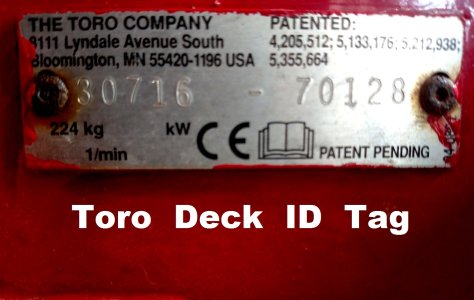 THE TORO COMPANY PATENTED:
8111 Lyndale Avenue South 4,205,512; 5,133,176; 5,212,938;
Bloomington, MN 55420-1196 USA 5,355,664
30716 - 70128
224 kg kW CE
1/min PATENT PENDING
Toro Deck ID Tag